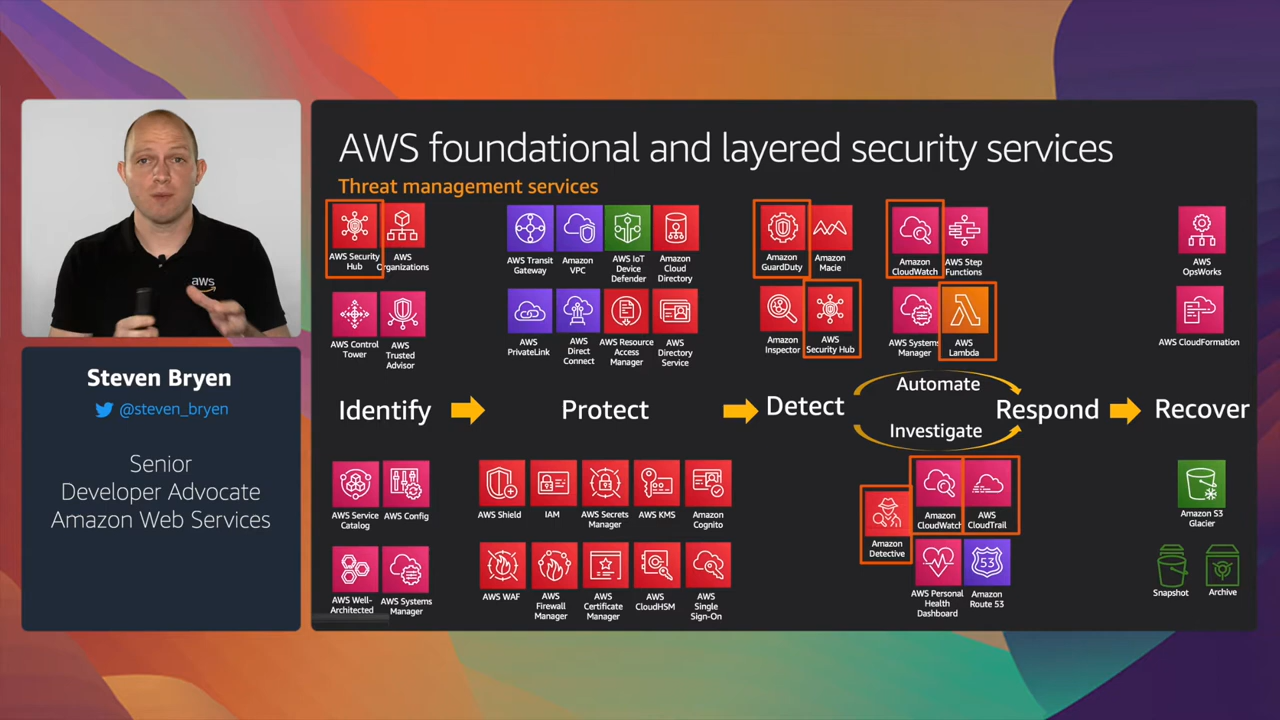 aws
Steven Bryen
@steven_bryen
Senior
Developer Advocate
Amazon Web Services
AWS foundational and layered security services
Threat management services
AWS Security
Hub
AWS
Organizations
AWS Control
Tower
AWS
Trusted
Advisor
AWS Transit
Gateway
Amazon
VPC
AWS IoT
Device
Defender
Amazon
Cloud
Directory
AWS
PrivateLink
AWS
Direct
Connect
AWS Resource
Access
Manager
AWS
Directory
Service
Amazon
GuardDuty
Amazon
Macie
Amazon
Inspector
AWS
Security Hub
Amazon
CloudWatch
AWS Step
Functions
AWS Systems
Manager
AWS
Lambda
AWS
OpsWorks
AWS CloudFormation
Identify
Protect
Detect
Automate
Investigate
Respond
Recover
AWS Service
Catalog
AWS Config
AWS Well-
Architected
AWS Systems
Manager
AWS Shield
IAM
AWS Secrets
Manager
AWS KMS
Amazon
Cognito
AWS WAF
AWS
Firewall
Manager
AWS
Certificate
Manager
AWS
CloudHSM
AWS
Single
Sign-On
Amazon
Detective
Amazon
CloudWatch
AWS
CloudTrail
AWS Personal
Health
Dashboard
53
Amazon
Route 53
Amazon S3
Glacier
Snapshot
Archive